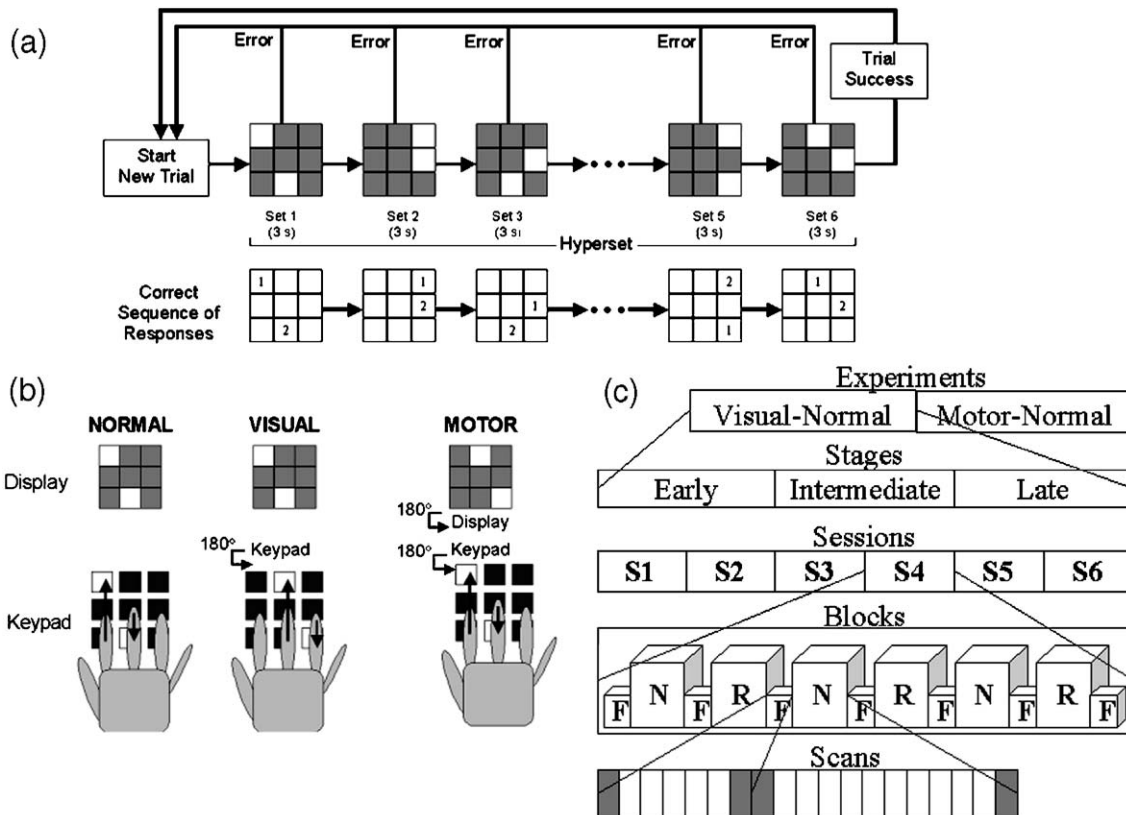 (a)
Error
Error
Error
Error
Error
Trial
Success
Start
New Trial
Set 1
(3 s)
Set 2
(3 s)
Set 3
(3 s)
Set 5
(3 s)
Set 6
(3 s)
Hyperset
Correct
Sequence of
Responses
1
2
1
2
1
2
2
1
1
2
(b)
NORMAL VISUAL MOTOR
Display
180°
Display
180°
Keypad
180°
Keypad
Keypad
(c)
Experiments
Visual-Normal Motor-Normal
Stages
Early Intermediate Late
Sessions
S1 S2 S3 S4 S5 S6
Blocks
F N F R F N F R F N F R F
Scans